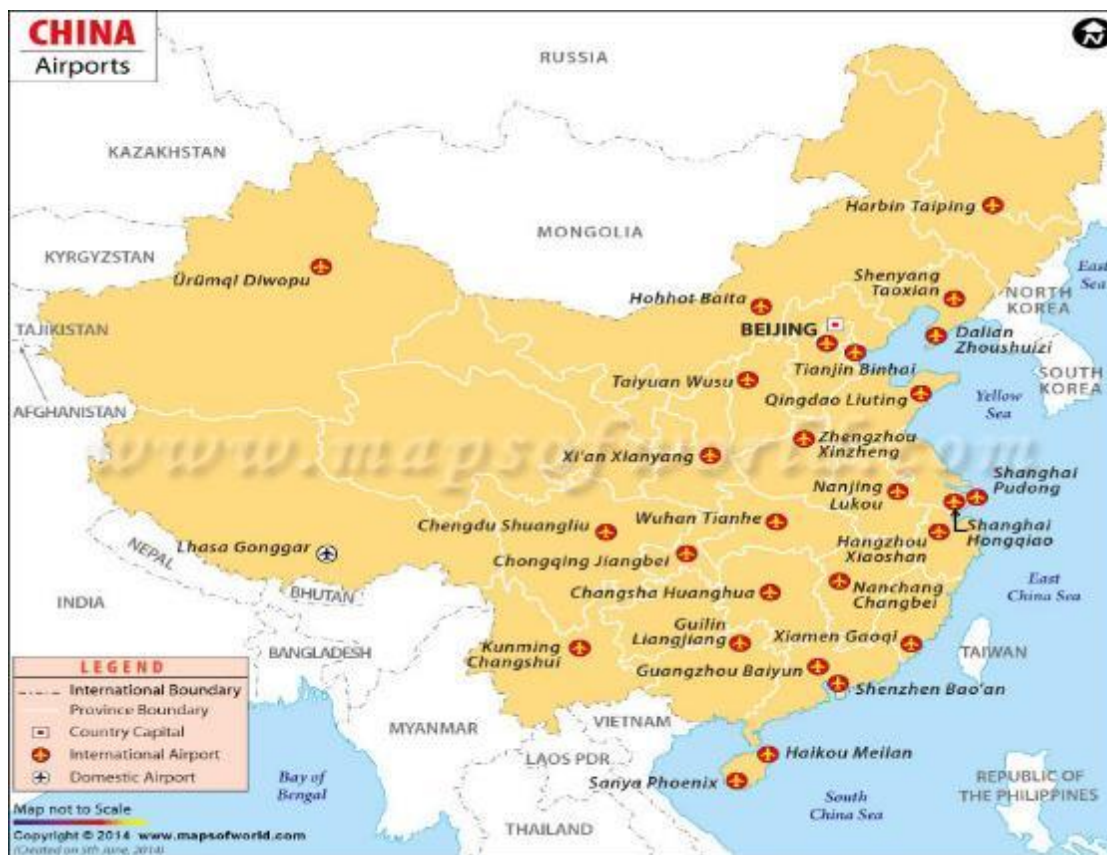 CHINA
Airports
RUSSIA
KAZAKHSTAN
MONGOLIA
Harbin Taiping
KYRGYZSTAN
Ürümqi Diwopu
Shenyang
Taoxian
East
Sea
NORTH
KOREA
Hohhot Baita
BEIJING
Dalian
Zhoushuizi
TAJIKISTAN
Tianjin Binhai
SOUTH
KOREA
Taiyuan Wusu
Qingdao Liuting
Yellow
Sea
AFGHANISTAN
www.mapsofworld.com
Zhengzhou
Xinzheng
Xi'an Xianyang
Shanghai
Pudong
Nanjing
Lukou
Chengdu Shuangliu
Wuhan Tianhe
Shanghai
Hongqiao
Hangzhou
Xiaoshan
Lhasa Gonggar
NEPAL
Chongqing Jiangbei
BHUTAN
INDIA
Changsha Huanghua
Nanchang
Changbei
East
China Sea
Guilin
Liangjiang
Xiamen Gaoqi
Kunming
Changshui
BANGLADESH
TAIWAN
Guangzhou Baiyun
Shenzhen Bao'an
LEGEND
International Boundary
Province Boundary
Country Capital
International Airport
Domestic Airport
MYANMAR
VIETNAM
LAOS PDR
Haikou Meilan
Sanya Phoenix
Bay of
Bengal
South
China Sea
REPUBLIC OF
THE PHILIPPINES
THAILAND
Map not to Scale
Copyright © 2014 www.mapsofworld.com
(Created on 5th June, 2014)
N